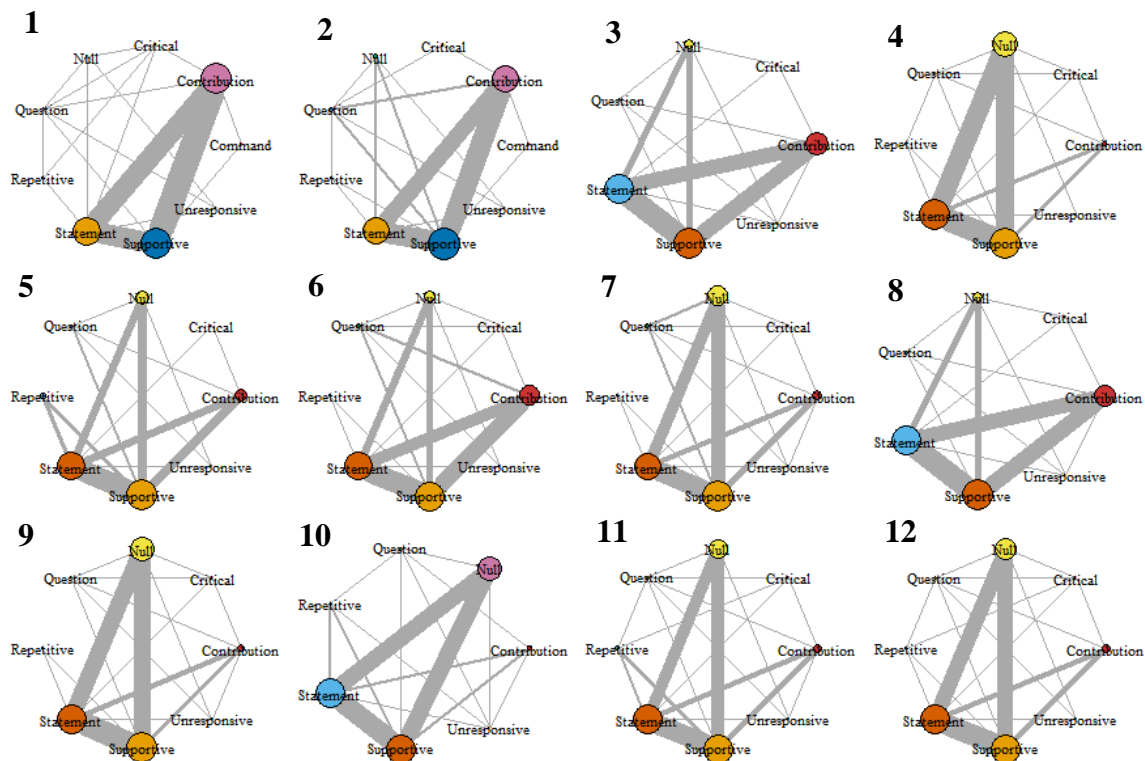 1
Critical
Null
Contribution
Question
Command
Repetitive
Unresponsive
Statement
Supportive
2
Critical
Null
Contribution
Question
Command
Repetitive
Unresponsive
Statement
Supportive
3
Null
Critical
Question
Contribution
Statement
Unresponsive
Supportive
4
Null
Question
Critical
Repetitive
Contribution
Statement
Unresponsive
Supportive
5
Null
Question
Critical
Repetitive
Contribution
Statement
Unresponsive
Supportive
6
Null
Question
Critical
Repetitive
Contribution
Statement
Unresponsive
Supportive
7
Null
Question
Critical
Repetitive
Contribution
Statement
Unresponsive
Supportive
8
Null
Critical
Question
Contribution
Statement
Unresponsive
Supportive
9
Null
Question
Critical
Repetitive
Contribution
Statement
Unresponsive
Supportive
10
Question
Null
Repetitive
Contribution
Statement
Unresponsive
Supportive
11
Null
Question
Critical
Repetitive
Contribution
Statement
Unresponsive
Supportive
12
Null
Question
Critical
Repetitive
Contribution
Statement
Unresponsive
Supportive